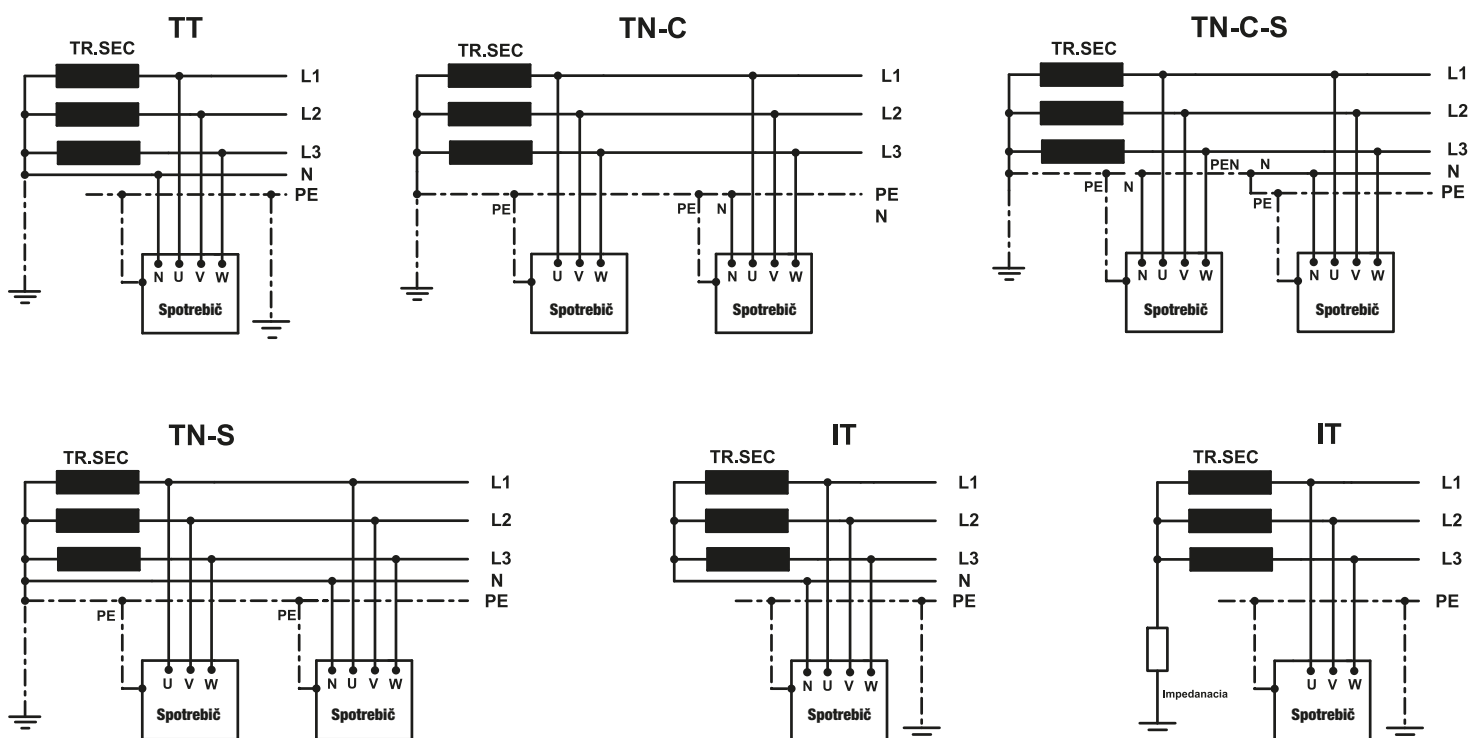 TT
TR.SEC
L1
L2
L3
N
PE
N U V W
Spotrebič
TN-C
TR.SEC
L1
L2
L3
PE
N
PE
PE N
U V W
Spotrebič
N U V W
Spotrebič
TN-C-S
TR.SEC
L1
L2
L3
PEN N
N
PE
PE N
PE
N U V W
Spotrebič
N U V W
Spotrebič
TN-S
TR.SEC
L1
L2
L3
N
PE
PE
PE
U V W
Spotrebič
N U V W
Spotrebič
IT
TR.SEC
L1
L2
L3
N
PE
N U V W
Spotrebič
IT
TR.SEC
L1
L2
L3
PE
Impedanacia
U V W
Spotrebič